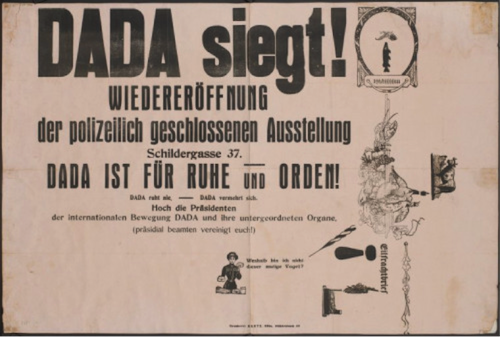 DADA siegt!
WIEDERERÖFFNUNG
der polizeilich geschlossenen Ausstellung
Schildergasse 37.
DADA IST FÜR RUHE UND ORDEN!
DADA ruht nie, — DADA vermehrt sich.
Hoch die Präsidenten
der internationalen Bewegung DADA und ihre untergeordneten Organe,
(präsidial beamten vereinigt euch!)
Weshalb bin ich nicht
dieser mutige Vogel?
Eilfrachtbrief